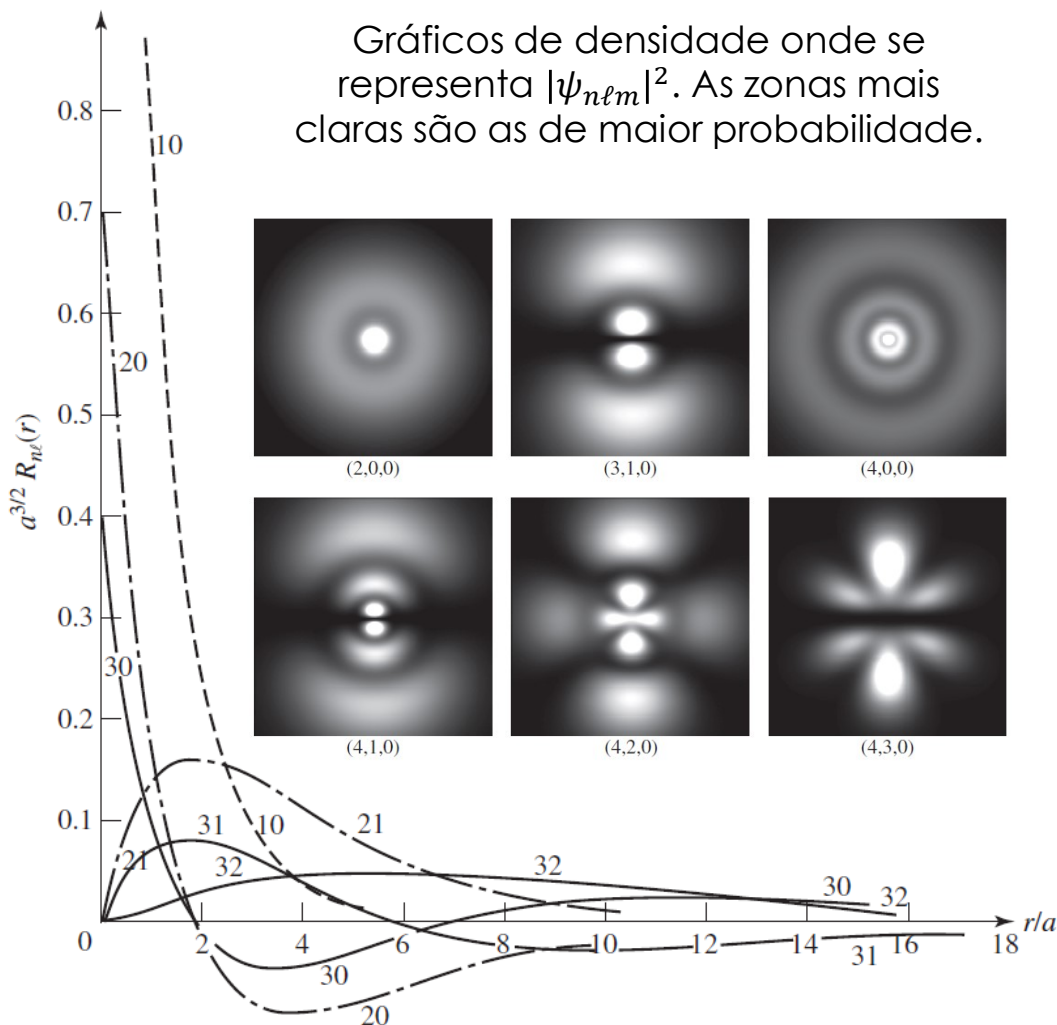 Gráficos de densidade onde se
representa |ψₙℓₘ|². As zonas mais
claras são as de maior probabilidade.
a^{3/2} R_{nℓ}(r)
0.8
0.7
0.6
0.5
0.4
0.3
0.2
0.1
10
20
30
(2,0,0) (3,1,0) (4,0,0)
(4,1,0) (4,2,0) (4,3,0)
21
31
32
10
21
32
30
32
0 2 4 6 8 10 12 14 16 18
r/a
30
20
31